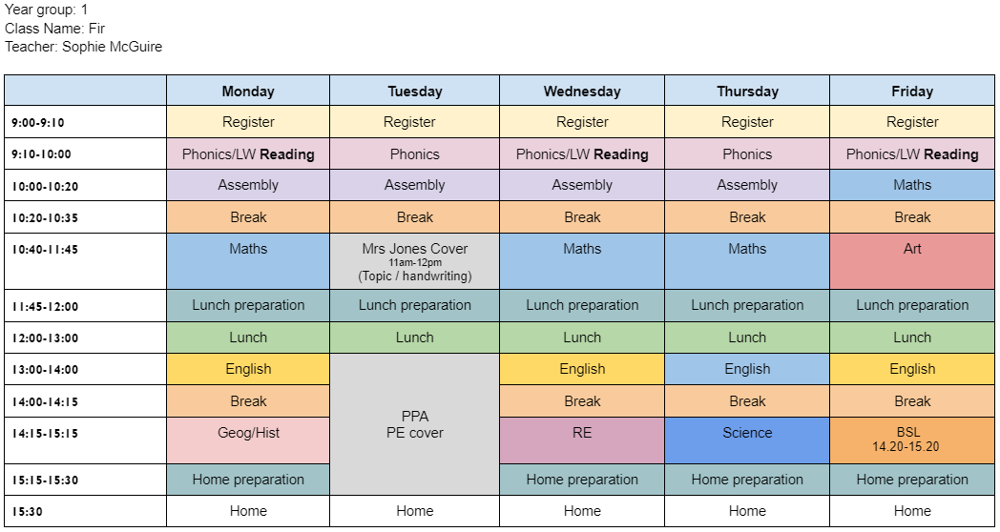 Year group: 1
Class Name: Fir
Teacher: Sophie McGuire
Monday Tuesday Wednesday Thursday Friday
9:00-9:10 Register Register Register Register Register
9:10-10:00 Phonics/LW Reading Phonics Phonics/LW Reading Phonics Phonics/LW Reading
10:00-10:20 Assembly Assembly Assembly Assembly Maths
10:20-10:35 Break Break Break Break Break
10:40-11:45 Maths Mrs Jones Cover Maths Maths Art
11am-12pm
(Topic / handwriting)
11:45-12:00 Lunch preparation Lunch preparation Lunch preparation Lunch preparation Lunch preparation
12:00-13:00 Lunch Lunch Lunch Lunch Lunch
13:00-14:00 English English English English
14:00-14:15 Break Break Break Break
PPA
PE cover
14:15-15:15 Geog/Hist RE Science BSL
14.20-15.20
15:15-15:30 Home preparation Home preparation Home preparation Home preparation
15:30 Home Home Home Home Home